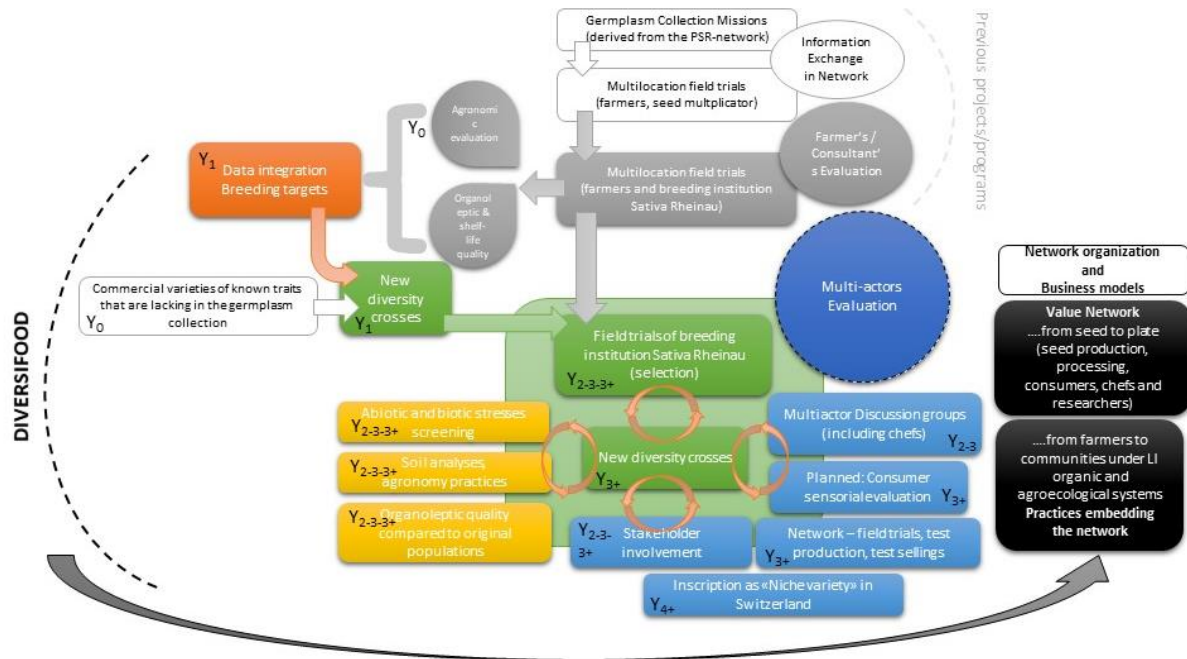 Germplasm Collection Missions
(derived from the PSR-network)
Information
Exchange
in Network
Previous projects/programs
Multilocation field trials
(farmers, seed multplicator)
Agronomi
c
evaluation
Y0
Farmer's /
Consultant'
s Evaluation
Y1
Data integration
Breeding targets
Multilocation field trials
(farmers and breeding institution
Sativa Rheinau)
Organol
eptic &
shelf-
life
quality
DIVERSIFOOD
Commercial varieties of known traits
that are lacking in the germplasm
collection
Y0
New
diversity
crosses
Y1
Multi-actors
Evaluation
Network organization
and
Business models
Value Network
....from seed to plate
(seed production,
processing,
consumers, chefs and
researchers)
Field trials of breeding
institution Sativa Rheinau
(selection)
Y2-3-3+
Abiotic and biotic stresses
screening
Y2-3-3+
Multiactor Discussion groups
(including chefs)
Y2-3
....from farmers to
communities under LI
organic and
agroecological systems
Practices embedding
the network
Soil analyses,
agronomy practices
Y2-3-3+
New diversity crosses
Y3+
Planned: Consumer
sensorial evaluation
Y3+
Organoleptic quality
compared to original
populations
Y2-3-3+
Y2-3-
3+
Stakeholder
involvement
Network – field trials, test
production, test sellings
Y3+
Inscription as «Niche variety» in
Switzerland
Y4+